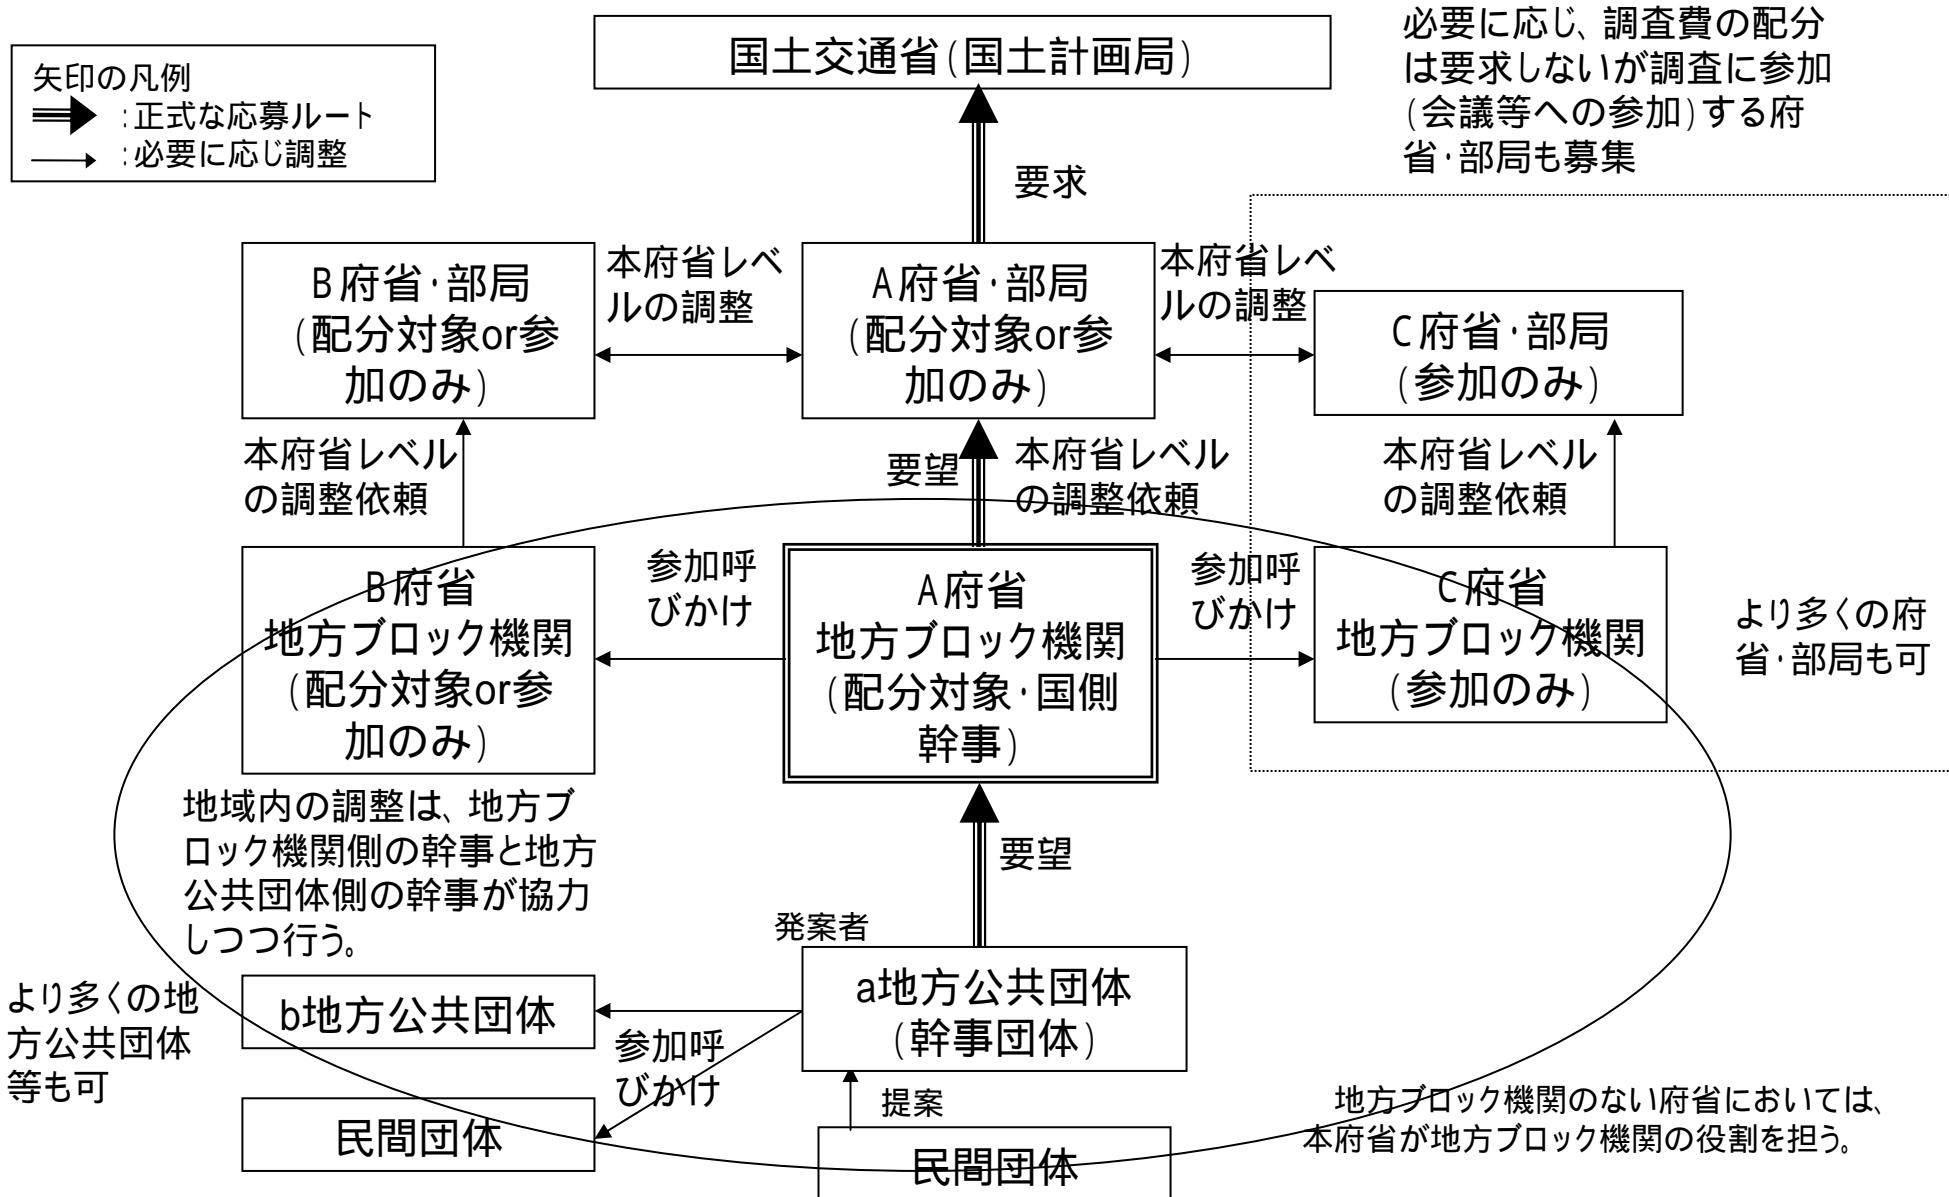 国土交通省(国土計画局)
必要に応じ、調査費の配分
は要求しないが調査に参加
(会議等への参加)する府
省・部局も募集
矢印の凡例
：正式な応募ルート
：必要に応じ調整
要求
B府省・部局
(配分対象or参
加のみ)
本府省レベ
ルの調整
A府省・部局
(配分対象or参
加のみ)
本府省レベ
ルの調整
C府省・部局
(参加のみ)
本府省レベル
の調整依頼
要望
本府省レベル
の調整依頼
本府省レベル
の調整依頼
B府省
地方ブロック機関
(配分対象or参
加のみ)
参加呼
びかけ
A府省
地方ブロック機関
(配分対象・国側
幹事)
参加呼
びかけ
C府省
地方ブロック機関
(参加のみ)
より多くの府
省・部局も可
地域内の調整は、地方ブ
ロック機関側の幹事と地方
公共団体側の幹事が協力
しつつ行う。
要望
発案者
a地方公共団体
(幹事団体)
b地方公共団体
より多くの地
方公共団体
等も可
参加呼
びかけ
提案
民間団体
民間団体
地方ブロック機関のない府省においては、
本府省が地方ブロック機関の役割を担う。